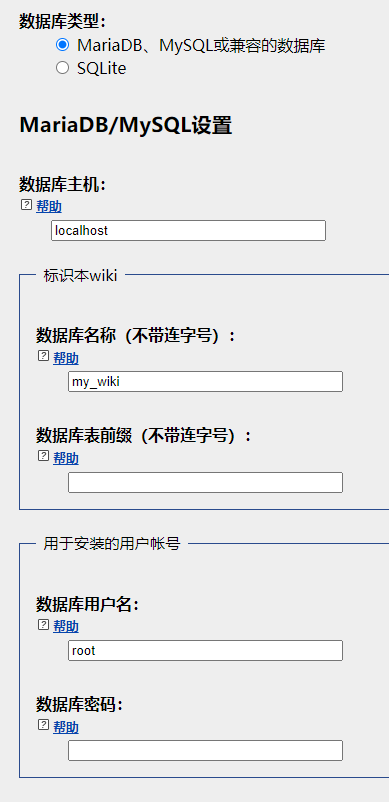 数据库类型：
MariaDB、MySQL或兼容的数据库
SQLite
MariaDB/MySQL设置
数据库主机：
? 帮助
localhost
标识本wiki
数据库名称（不带连字号）：
? 帮助
my_wiki
数据库表前缀（不带连字号）：
? 帮助
用于安装的用户帐号
数据库用户名：
? 帮助
root
数据库密码：
? 帮助